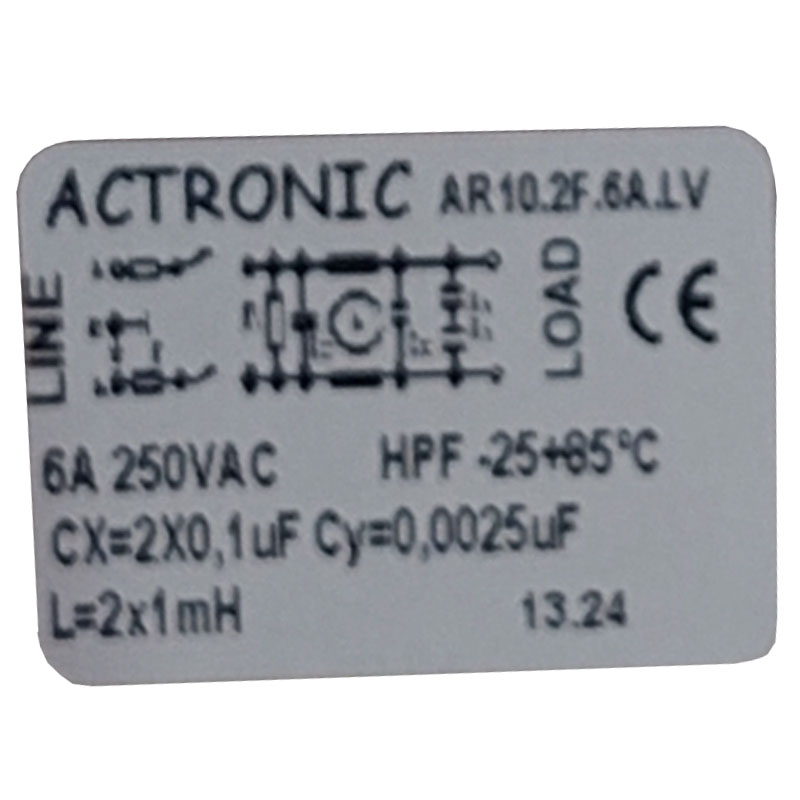 ACTRONIC AR10.2F.6A.LV
LINE
LOAD
CE
6A 250VAC HPF -25+85°C
CX=2X0,1uF Cy=0,0025uF
L=2x1mH 13.24